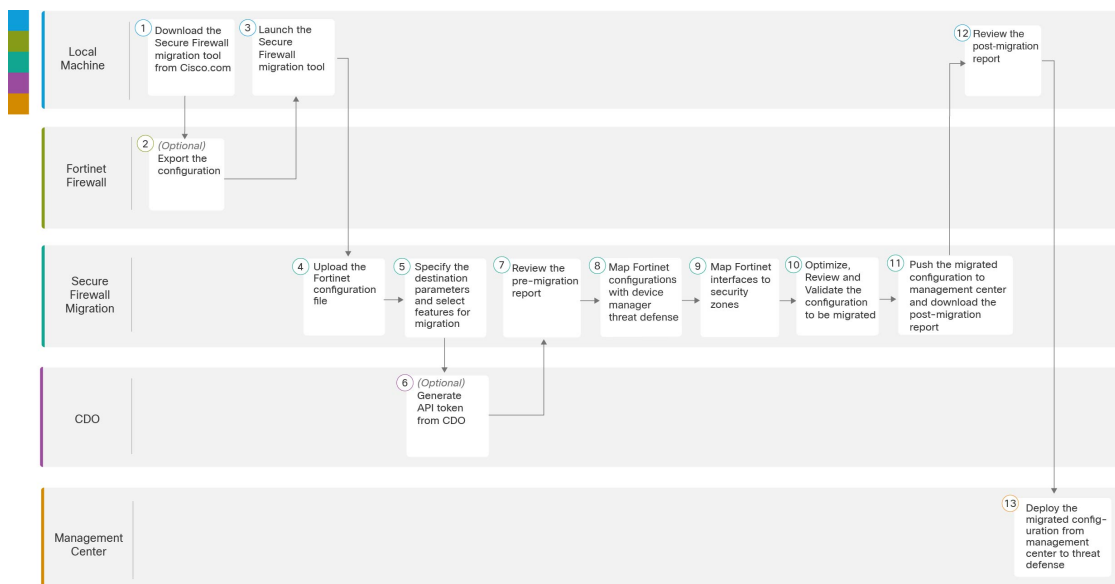 Local
Machine
1
Download the
Secure Firewall
migration tool
from Cisco.com
3
Launch the
Secure
Firewall
migration tool
12
Review the
post-migration
report
Fortinet
Firewall
2
(Optional)
Export the
configuration
Secure
Firewall
Migration
4
Upload the
Fortinet
configuration
file
5
Specify the
destination
parameters
and select
features for
migration
7
Review the
pre-migration
report
8
Map Fortinet
configurations
with device
manager
threat defense
9
Map Fortinet
interfaces to
security
zones
10
Optimize,
Review and
Validate the
configuration
to be migrated
11
Push the migrated
configuration to
management center
and download the
post-migration
report
CDO
6
(Optional)
Generate
API token
from CDO
Management
Center
13
Deploy the
migrated config-
uration from
management
center to threat
defense